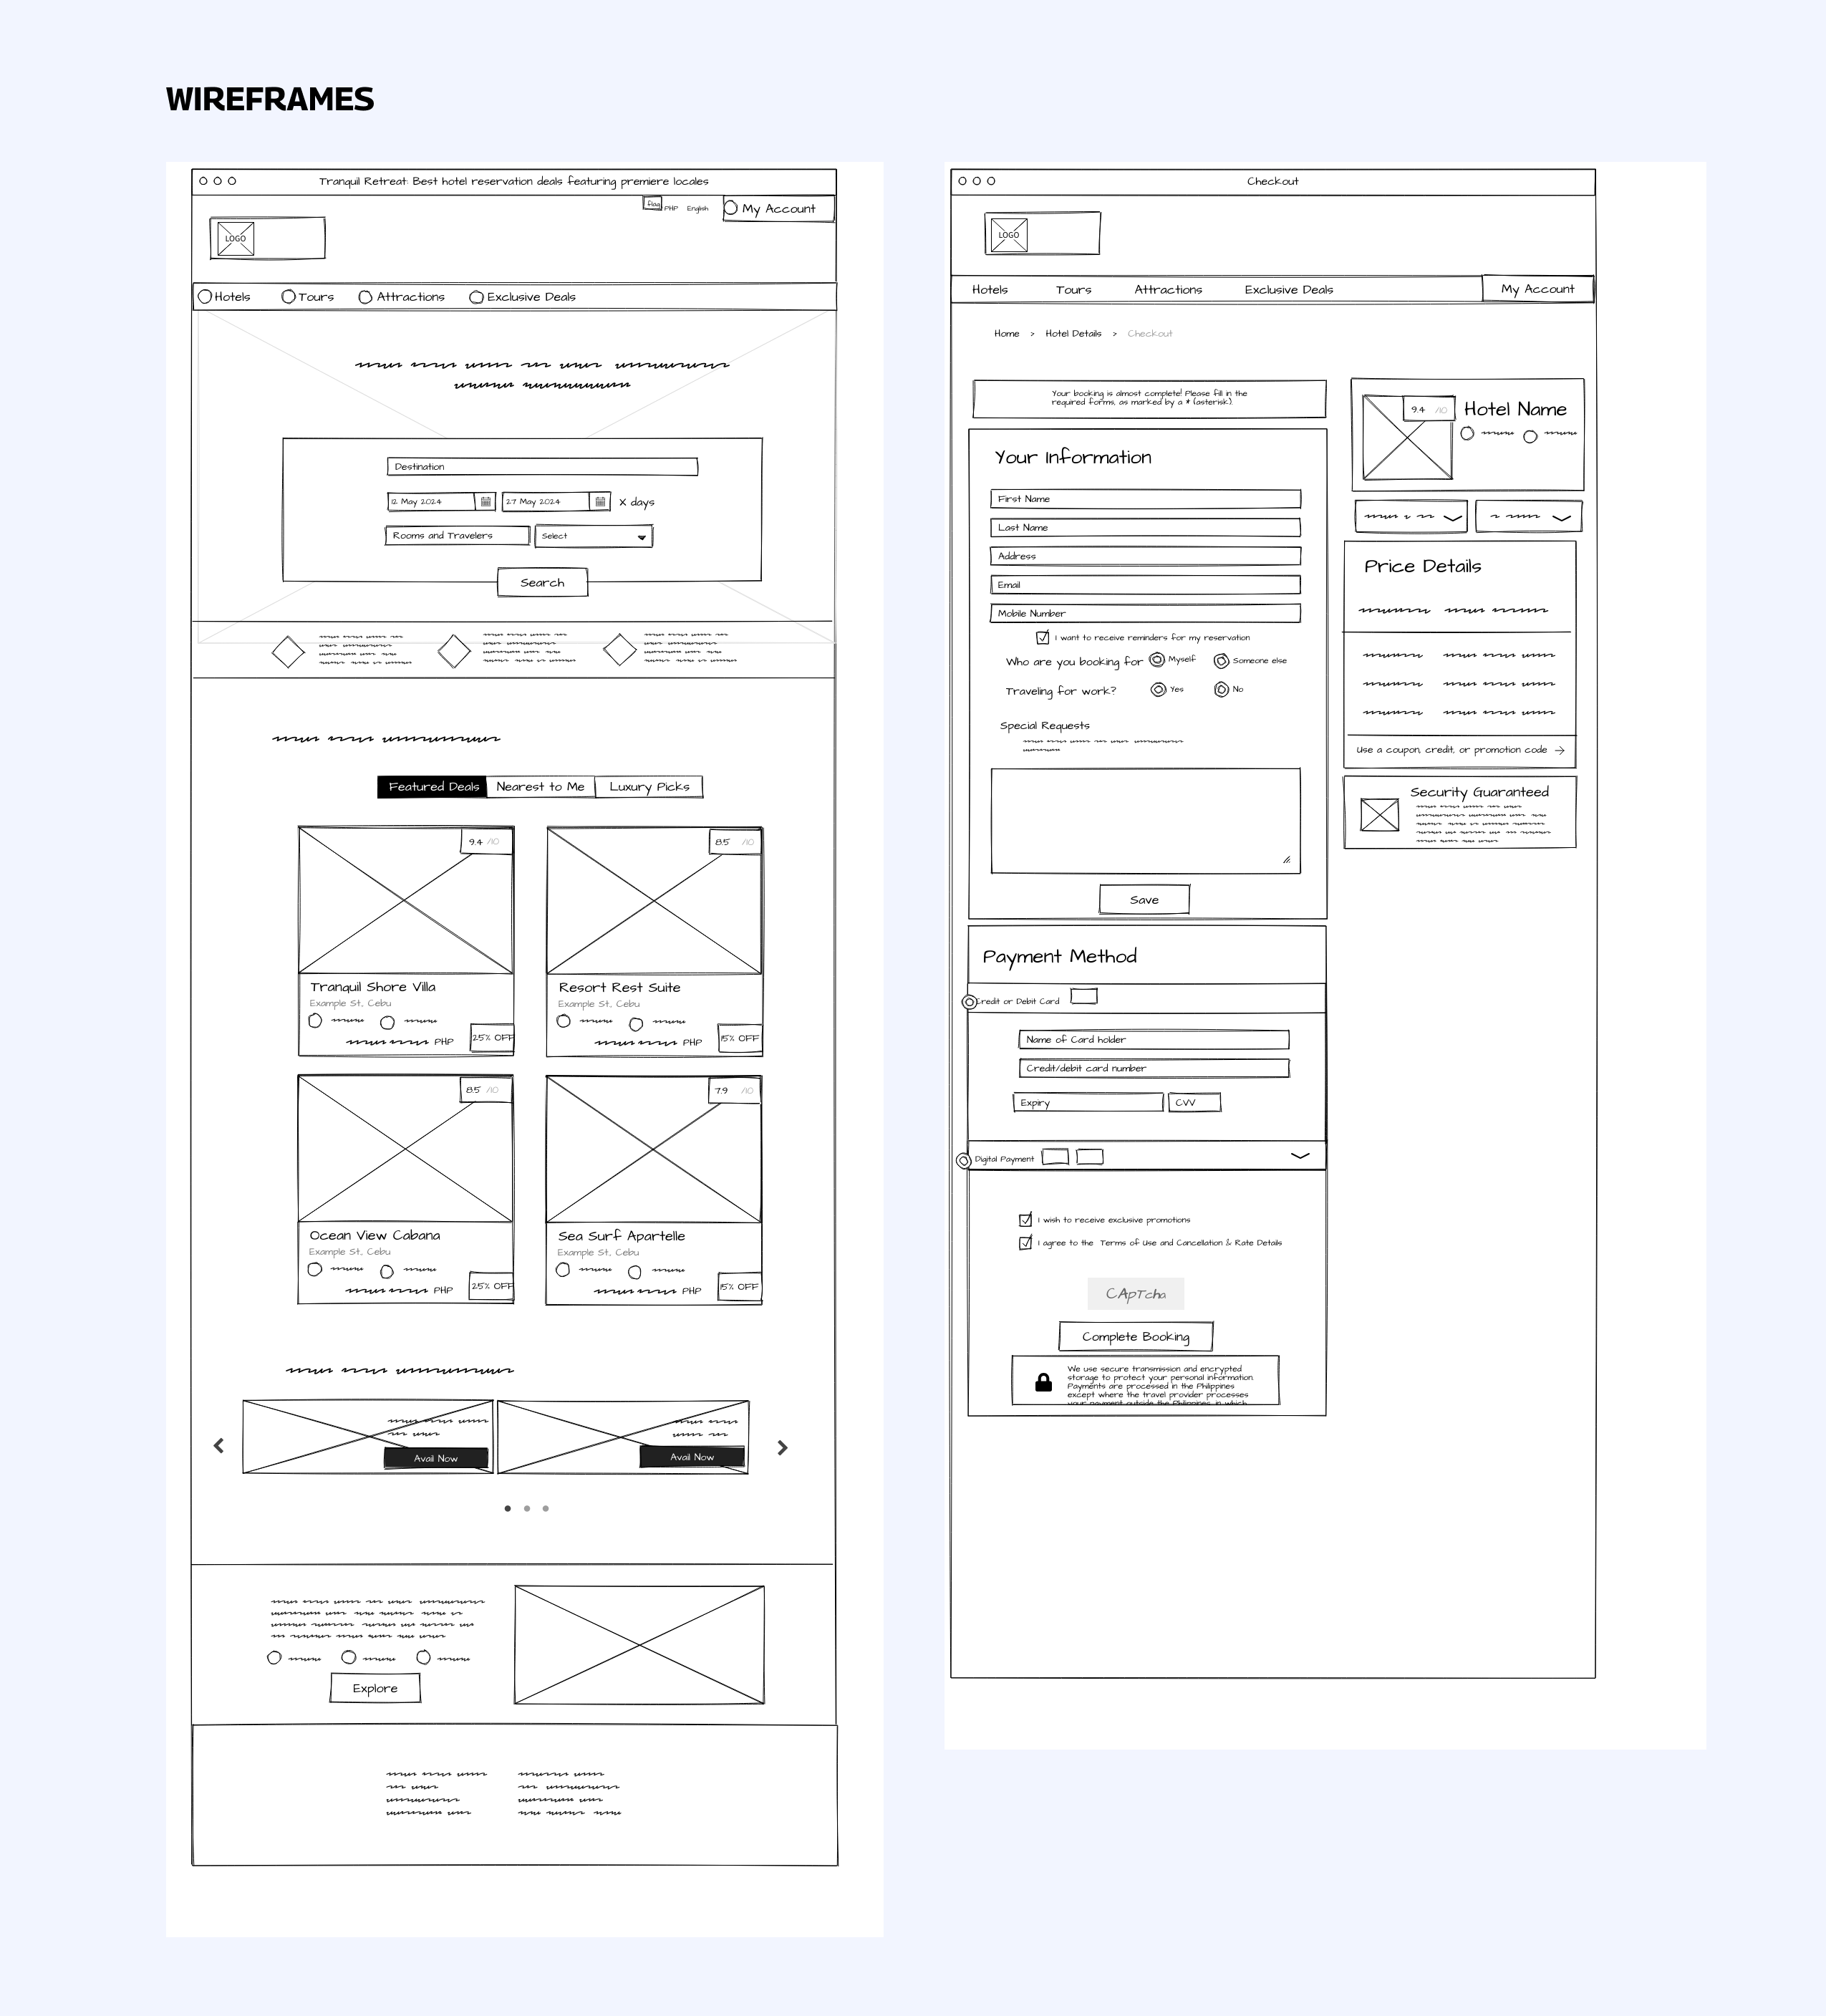 WIREFRAMES
Tranquil Retreat: Best hotel reservation deals featuring premiere locales
flag PHP English My Account
LOGO
Hotels Tours Attractions Exclusive Deals
Destination
12 May 2024 27 May 2024 X days
Rooms and Travelers Select
Search
Featured Deals Nearest to Me Luxury Picks
9.4 /10 8.5 /10
Tranquil Shore Villa Resort Rest Suite
Example St., Cebu Example St., Cebu
PHP 25% OFF PHP 15% OFF
8.5 /10 7.9 /10
Ocean View Cabana Sea Surf Apartelle
Example St., Cebu Example St., Cebu
PHP 25% OFF PHP 15% OFF
Avail Now Avail Now
Explore
Checkout
LOGO
Hotels Tours Attractions Exclusive Deals My Account
Home > Hotel Details > Checkout
Your booking is almost complete! Please fill in the
required forms, as marked by a * (asterisk).
Your Information
First Name
Last Name
Address
Email
Mobile Number
I want to receive reminders for my reservation
Who are you booking for Myself Someone else
Traveling for work? Yes No
Special Requests
Save
Payment Method
Credit or Debit Card
Name of Card holder
Credit/debit card number
Expiry CVV
Digital Payment
I wish to receive exclusive promotions
I agree to the Terms of Use and Cancellation & Rate Details
CApTcha
Complete Booking
We use secure transmission and encrypted
storage to protect your personal information.
Payments are processed in the Philippines
except where the travel provider processes
your payment outside the Philippines, in which
9.4 /10 Hotel Name
Price Details
Use a coupon, credit, or promotion code →
Security Guaranteed